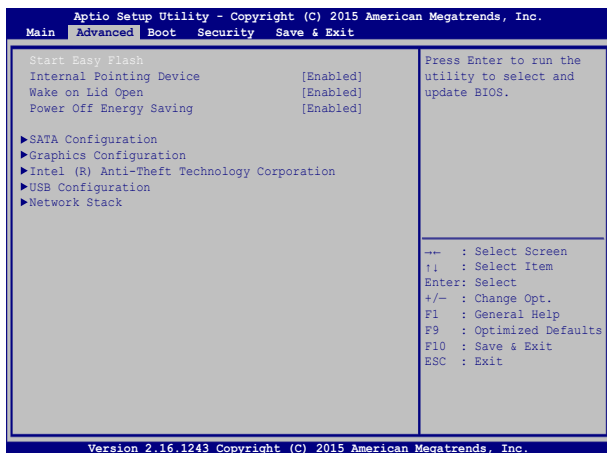 Aptio Setup Utility - Copyright (C) 2015 American Megatrends, Inc.
Main Advanced Boot Security Save & Exit
Start Easy Flash
Internal Pointing Device [Enabled]
Wake on Lid Open [Enabled]
Power Off Energy Saving [Enabled]
▶SATA Configuration
▶Graphics Configuration
▶Intel (R) Anti-Theft Technology Corporation
▶USB Configuration
▶Network Stack
Press Enter to run the
utility to select and
update BIOS.
→← : Select Screen
↑↓ : Select Item
Enter: Select
+/— : Change Opt.
F1 : General Help
F9 : Optimized Defaults
F10 : Save & Exit
ESC : Exit
Version 2.16.1243 Copyright (C) 2015 American Megatrends, Inc.